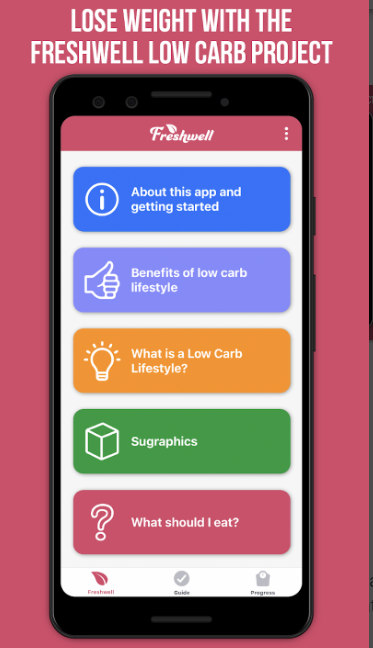 LOSE WEIGHT WITH THE
FRESHWELL LOW CARB PROJECT
Freshwell
About this app and
getting started
Benefits of low carb
lifestyle
What is a Low Carb
Lifestyle?
Sugraphics
What should I eat?
Freshwell
Guide
Progress